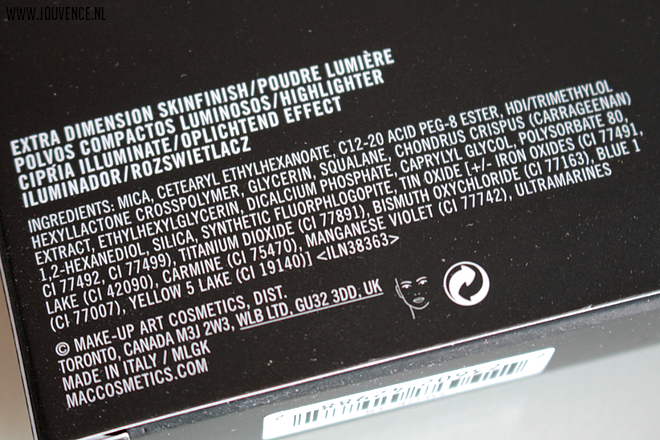 WWW.JOUVENCE.NL
EXTRA DIMENSION SKINFINISH/POUDRE LUMIÈRE
POLVOS COMPACTOS LUMINOSOS/HIGHLIGHTER
CIPRIA ILLUMINATE/OPLICHTEND EFFECT
ILUMINADOR/ROZSWIETLACZ
INGREDIENTS: MICA, CETEARYL ETHYLHEXANOATE, C12-20 ACID PEG-8 ESTER, HDI/TRIMETHYLOL
HEXYLLACTONE CROSSPOLYMER, GLYCERIN, SQUALANE, CHONDRUS CRISPUS (CARRAGEENAN)
EXTRACT, ETHYLHEXYLGLYCERIN, DICALCIUM PHOSPHATE, CAPRYLYL GLYCOL, POLYSORBATE 80,
1,2-HEXANEDIOL, SILICA, SYNTHETIC FLUORPHLOGOPITE, TIN OXIDE [+/- IRON OXIDES (CI 77491,
CI 77492, CI 77499), TITANIUM DIOXIDE (CI 77891), BISMUTH OXYCHLORIDE (CI 77163), BLUE 1
LAKE (CI 42090), CARMINE (CI 75470), MANGANESE VIOLET (CI 77742), ULTRAMARINES
(CI 77007), YELLOW 5 LAKE (CI 19140)] <ILN38363>
© MAKE-UP ART COSMETICS, DIST.
TORONTO, CANADA M3J 2W3, WLB LTD, GU32 3DD, UK
MADE IN ITALY / MLGK
MACCOSMETICS.COM